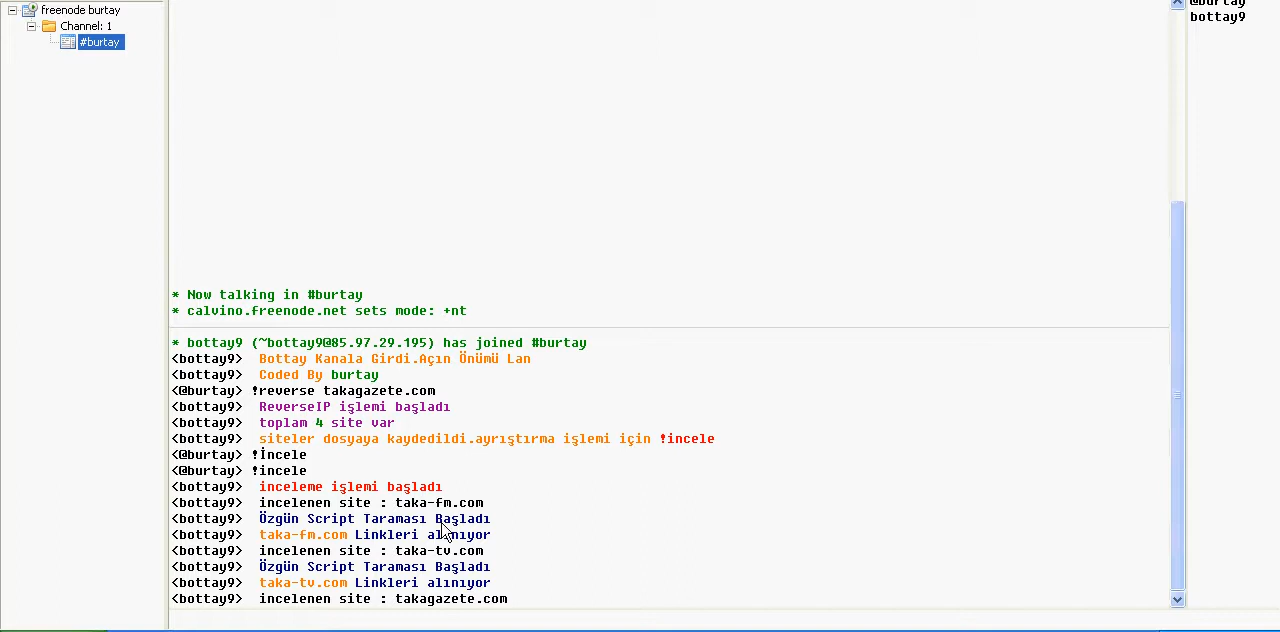 freenode burtay
Channel: 1
#burtay
@burtay
bottay9
* Now talking in #burtay
* calvino.freenode.net sets mode: +nt
* bottay9 (~bottay9@85.97.29.195) has joined #burtay
<bottay9> Bottay Kanala Girdi.Açın Önümü Lan
<bottay9> Coded By burtay
<@burtay> !reverse takagazete.com
<bottay9> ReverseIP işlemi başladı
<bottay9> toplam 4 site var
<bottay9> siteler dosyaya kaydedildi.ayrıştırma işlemi için !incele
<@burtay> !İncele
<@burtay> !incele
<bottay9> inceleme işlemi başladı
<bottay9> incelenen site : taka-fm.com
<bottay9> Özgün Script Taraması Başladı
<bottay9> taka-fm.com Linkleri alınıyor
<bottay9> incelenen site : taka-tv.com
<bottay9> Özgün Script Taraması Başladı
<bottay9> taka-tv.com Linkleri alınıyor
<bottay9> incelenen site : takagazete.com